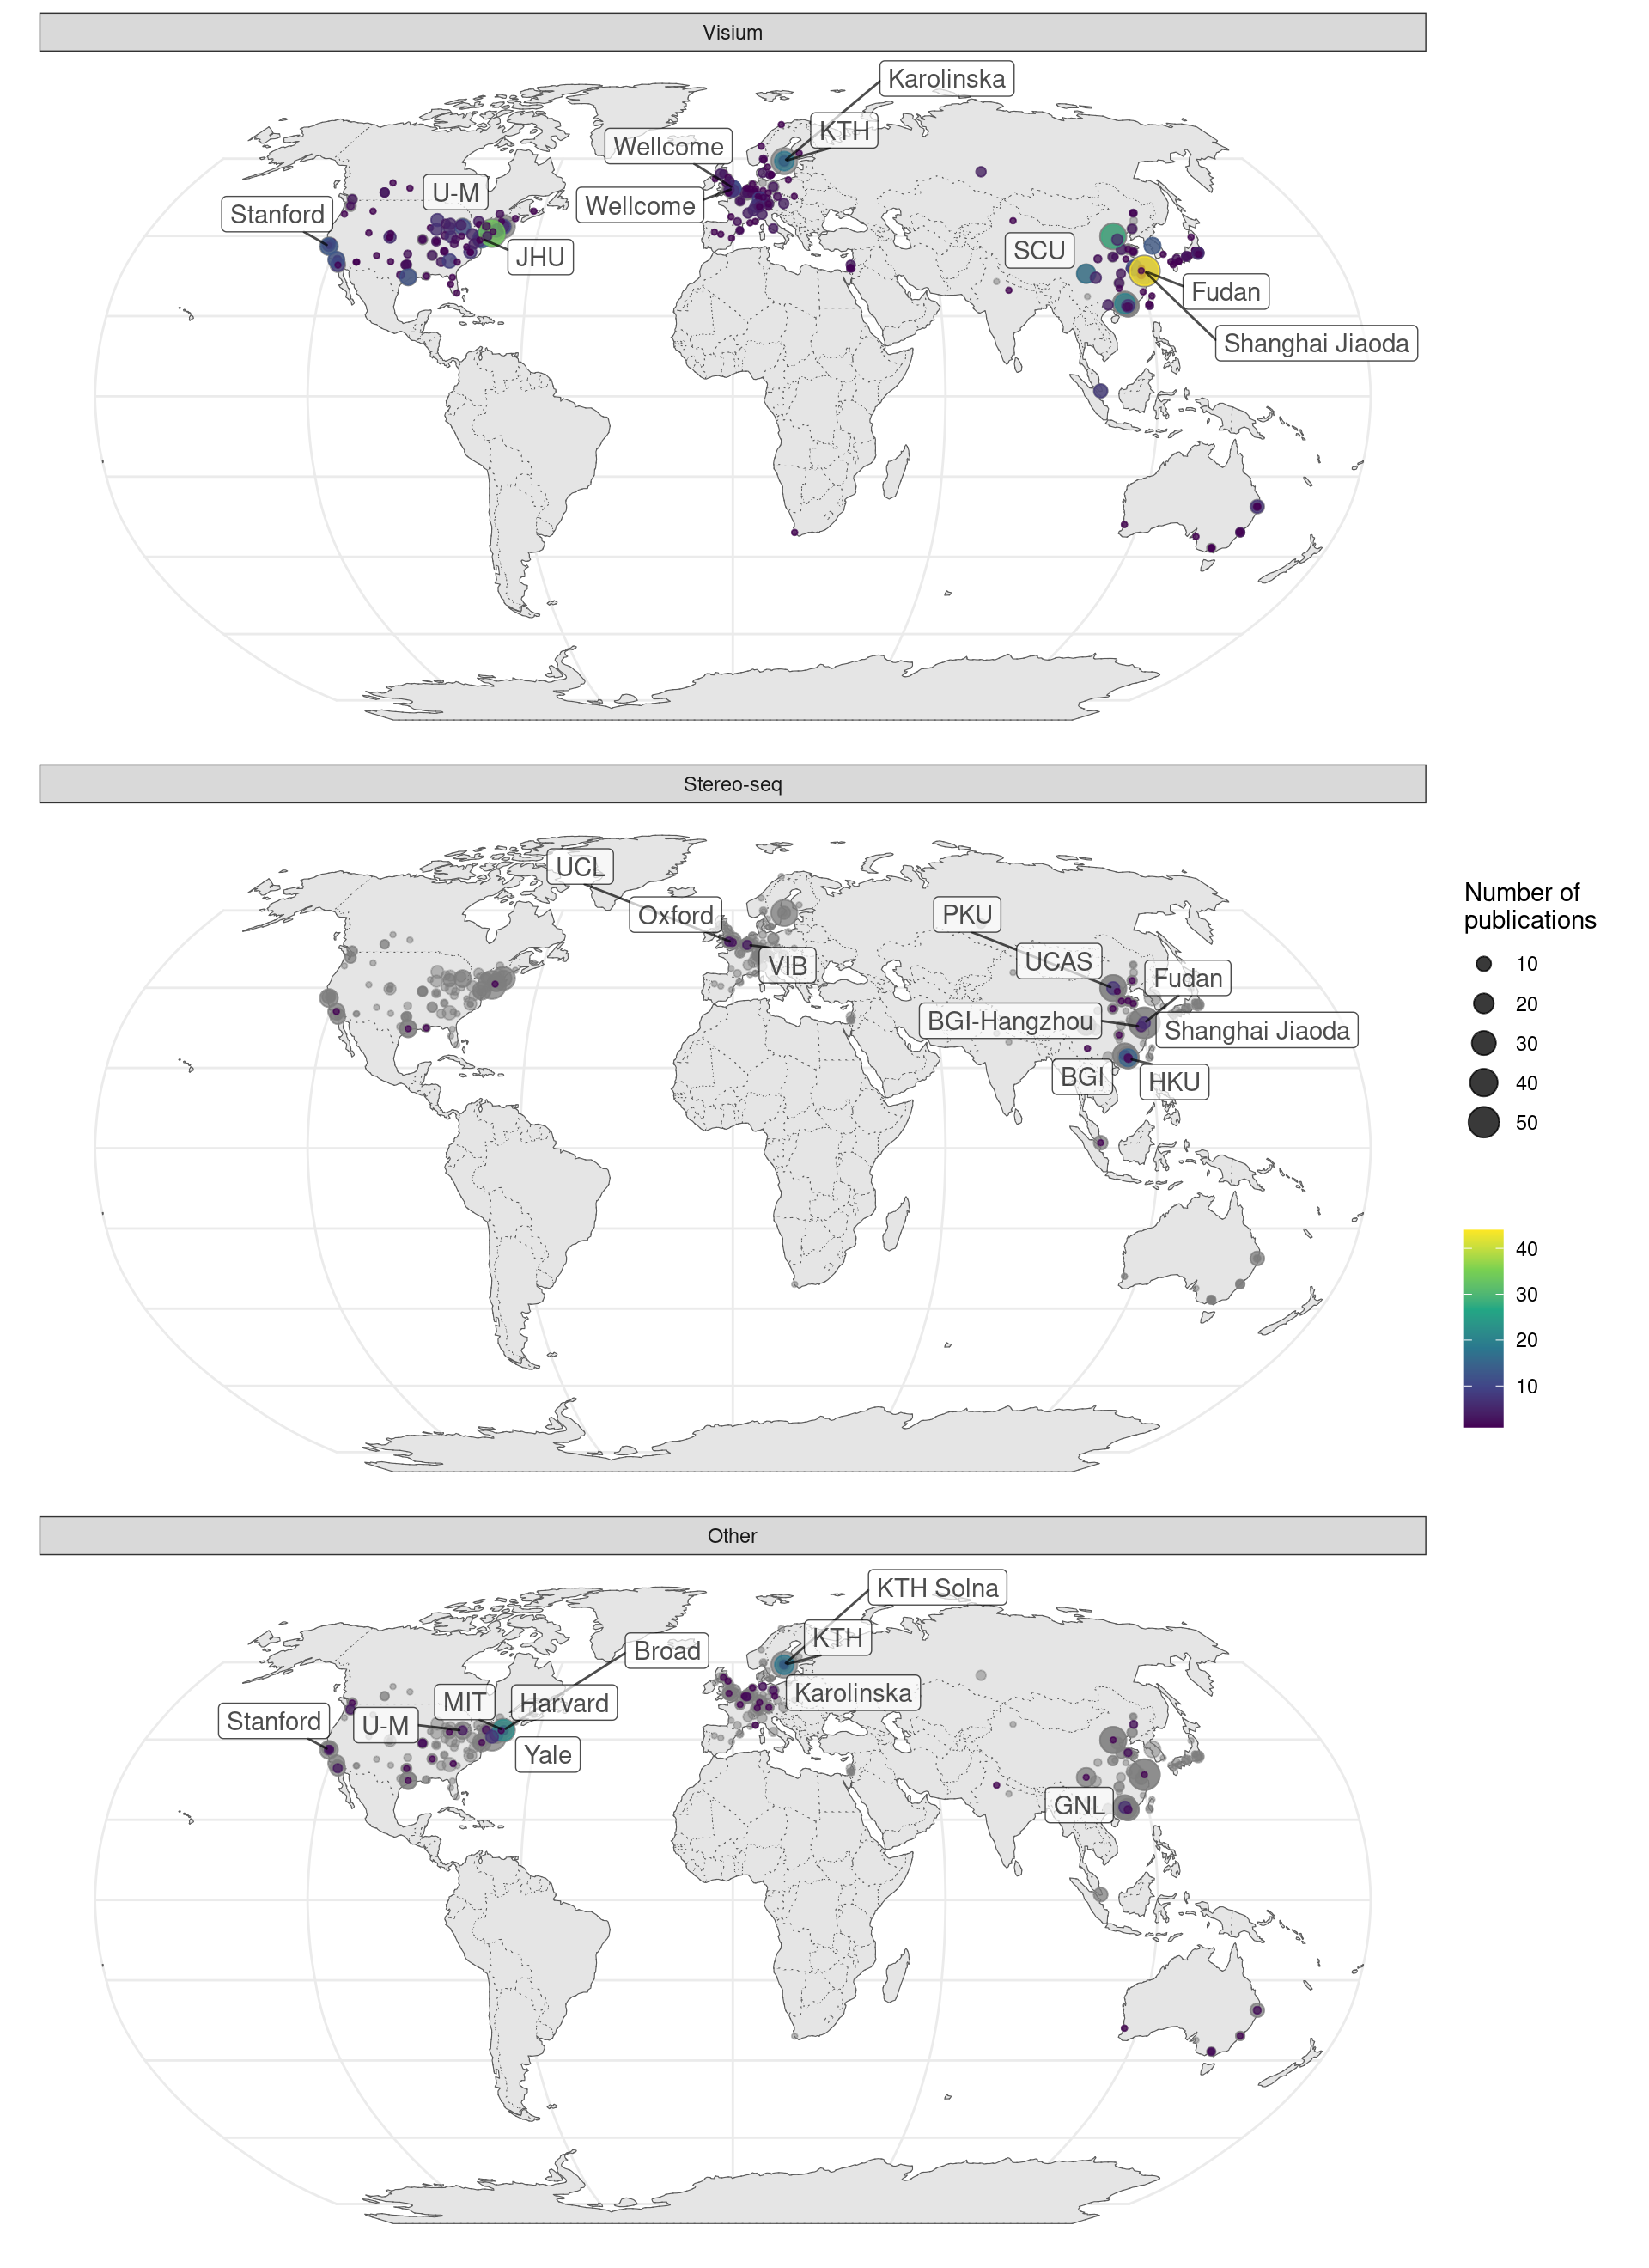 Visium
Karolinska
KTH
Wellcome
U-M
Wellcome
Stanford
SCU
JHU
Fudan
Shanghai Jiaoda
Stereo-seq
UCL
Oxford
PKU
VIB
UCAS
Fudan
BGI-Hangzhou
Shanghai Jiaoda
BGI
HKU
Number of
publications
10
20
30
40
50
40
30
20
10
Other
KTH Solna
KTH
Broad
Karolinska
MIT
Harvard
Stanford
U-M
Yale
GNL